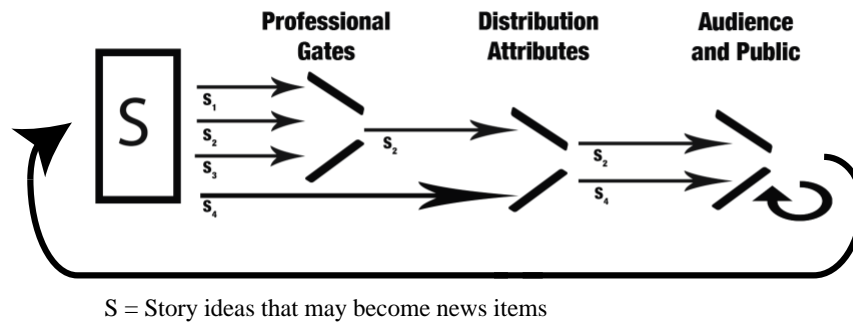 Professional Gates
Distribution Attributes
Audience and Public
S
S1
S2
S3
S4
S2
S2
S4
S = Story ideas that may become news items